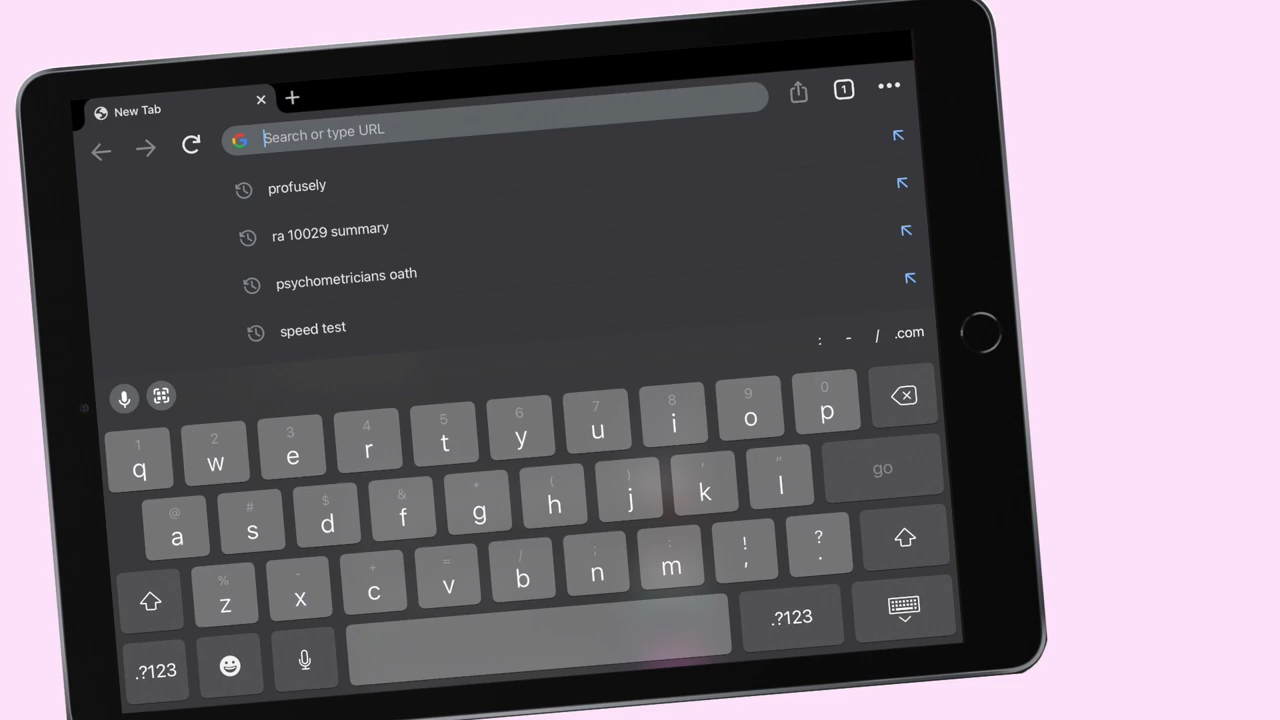 New Tab
1
Search or type URL
profusely
ra 10029 summary
psychometricians oath
speed test
: - / .com
1 2 3 4 5 6 7 8 9 0
q w e r t y u i o p
@ # $ & * ( ) ' "
a s d f g h j k l go
% - + = / ; : ! ?
z x c v b n m , .
.?123 .?123